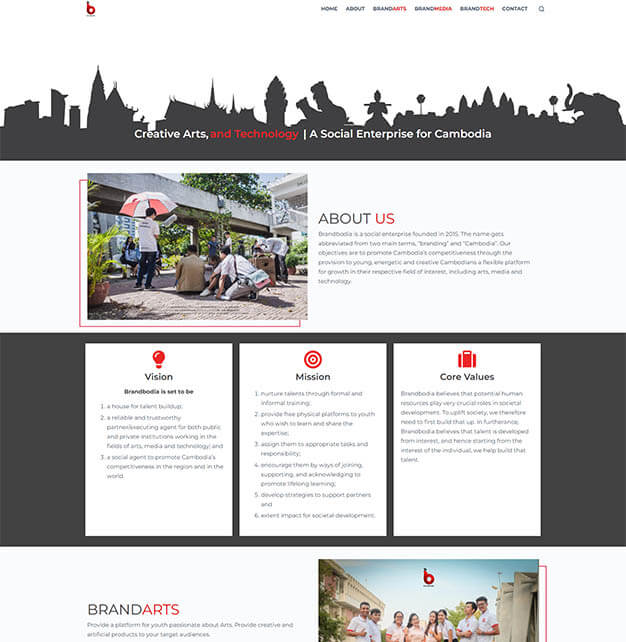 HOME ABOUT BRANDARTS BRANDMEDIA BRANDTECH CONTACT
Creative Arts, and Technology | A Social Enterprise for Cambodia
ABOUT US
Brandbodia is a social enterprise founded in 2015. The name gets
abbreviated from two main terms, "branding" and "Cambodia". Our
objectives are to promote Cambodia's competitiveness through the
provision to young, energetic and creative Cambodians a flexible platform
for growth in their respective field of interest, including arts, media and
technology.
Vision
Brandbodia is set to be
1. a house for talent buildup;
2. a reliable and trustworthy
partner/executing agent for both public
and private institutions working in the
fields of arts, media and technology; and
3. a social agent to promote Cambodia's
competitiveness in the region and in the
world.
Mission
1. nurture talents through formal and
informal training;
2. provide free physical platforms to youth
who wish to learn and share the
expertise;
3. assign them to appropriate tasks and
responsibility;
4. encourage them by ways of joining,
supporting, and acknowledging to
promote lifelong learning;
5. develop strategies to support partners
and
6. extent impact for societal development.
Core Values
Brandbodia believes that potential human
resources play very crucial roles in societal
development. To uplift society, we therefore
need to first build that up. In furtherance,
Brandbodia believes that talent is developed
from interest, and hence starting from the
interest of the individual, we help build that
talent.
BRANDARTS
Provide a platform for youth passionate about Arts. Provide creative and
artificial products to your target audiences.